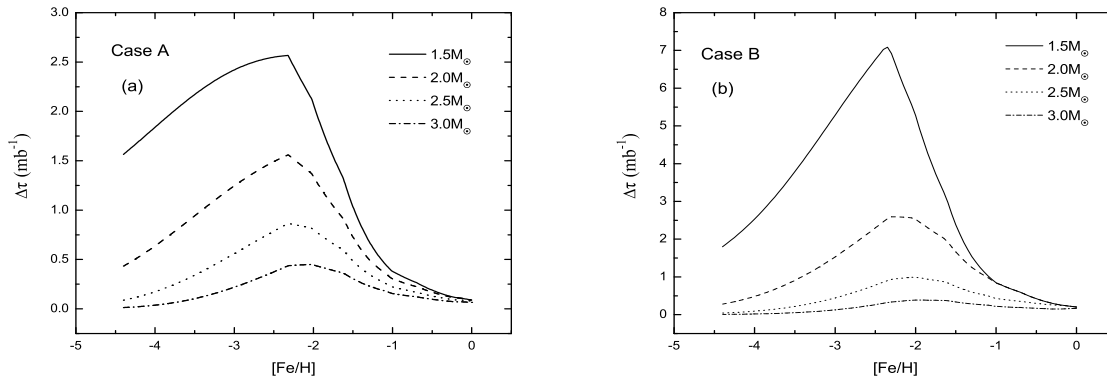 Case A
(a)
1.5M⊙
2.0M⊙
2.5M⊙
3.0M⊙
3.0
2.5
2.0
1.5
1.0
0.5
0.0
Δτ (mb⁻¹)
-5 -4 -3 -2 -1 0
[Fe/H]
Case B
(b)
1.5M⊙
2.0M⊙
2.5M⊙
3.0M⊙
8
7
6
5
4
3
2
1
0
Δτ (mb⁻¹)
-5 -4 -3 -2 -1 0
[Fe/H]